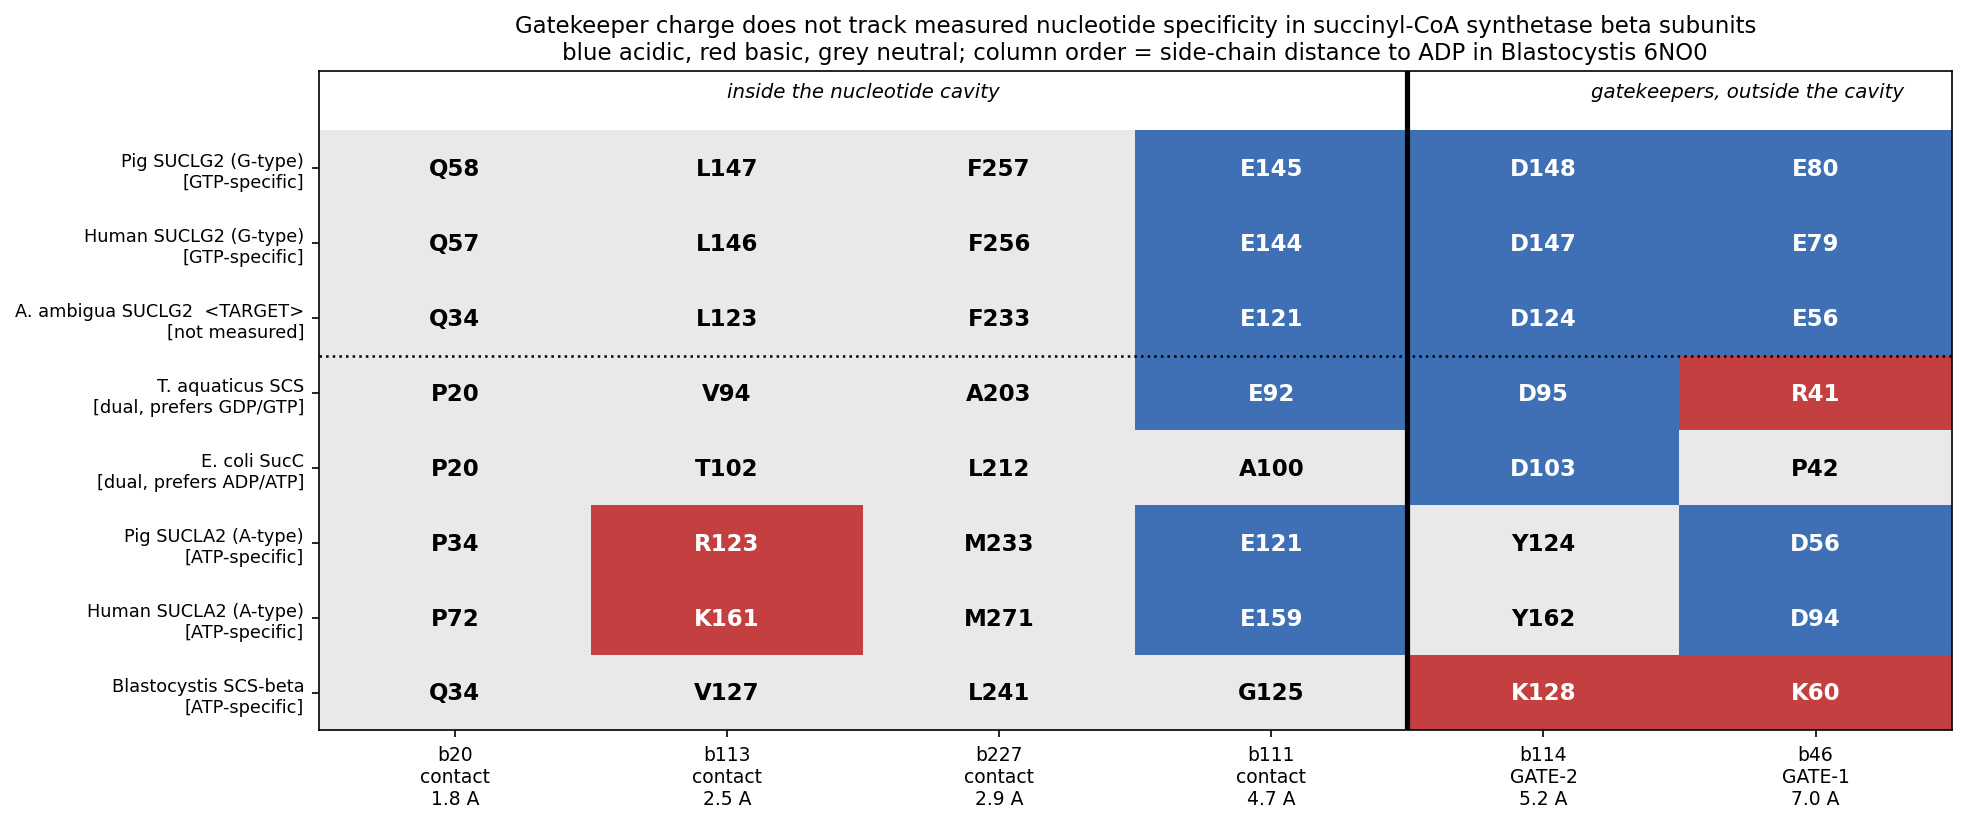 Gatekeeper charge does not track measured nucleotide specificity in succinyl-CoA synthetase beta subunits
blue acidic, red basic, grey neutral; column order = side-chain distance to ADP in Blastocystis 6NO0
inside the nucleotide cavity
gatekeepers, outside the cavity
Pig SUCLG2 (G-type)
[GTP-specific]
Q58
L147
F257
E145
D148
E80
Human SUCLG2 (G-type)
[GTP-specific]
Q57
L146
F256
E144
D147
E79
A. ambigua SUCLG2  <TARGET>
[not measured]
Q34
L123
F233
E121
D124
E56
T. aquaticus SCS
[dual, prefers GDP/GTP]
P20
V94
A203
E92
D95
R41
E. coli SucC
[dual, prefers ADP/ATP]
P20
T102
L212
A100
D103
P42
Pig SUCLA2 (A-type)
[ATP-specific]
P34
R123
M233
E121
Y124
D56
Human SUCLA2 (A-type)
[ATP-specific]
P72
K161
M271
E159
Y162
D94
Blastocystis SCS-beta
[ATP-specific]
Q34
V127
L241
G125
K128
K60
b20
contact
1.8 A
b113
contact
2.5 A
b227
contact
2.9 A
b111
contact
4.7 A
b114
GATE-2
5.2 A
b46
GATE-1
7.0 A